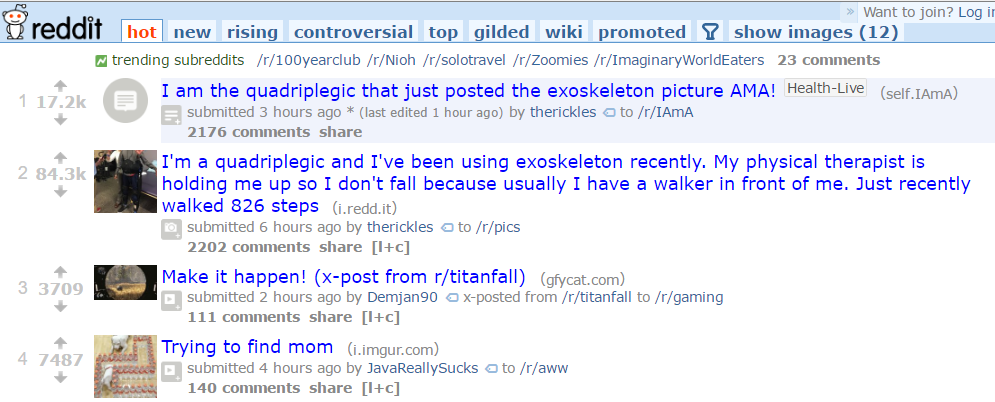 » Want to join? Log i
reddit hot new rising controversial top gilded wiki promoted show images (12)
trending subreddits /r/100yearclub /r/Nioh /r/solotravel /r/Zoomies /r/ImaginaryWorldEaters 23 comments
1 17.2k I am the quadriplegic that just posted the exoskeleton picture AMA! Health-Live (self.IAmA)
submitted 3 hours ago * (last edited 1 hour ago) by therickles to /r/IAmA
2176 comments share
2 84.3k I'm a quadriplegic and I've been using exoskeleton recently. My physical therapist is
holding me up so I don't fall because usually I have a walker in front of me. Just recently
walked 826 steps (i.redd.it)
submitted 6 hours ago by therickles to /r/pics
2202 comments share [l+c]
3 3709 Make it happen! (x-post from r/titanfall) (gfycat.com)
submitted 2 hours ago by Demjan90 x-posted from /r/titanfall to /r/gaming
111 comments share [l+c]
4 7487 Trying to find mom (i.imgur.com)
submitted 4 hours ago by JavaReallySucks to /r/aww
140 comments share [l+c]